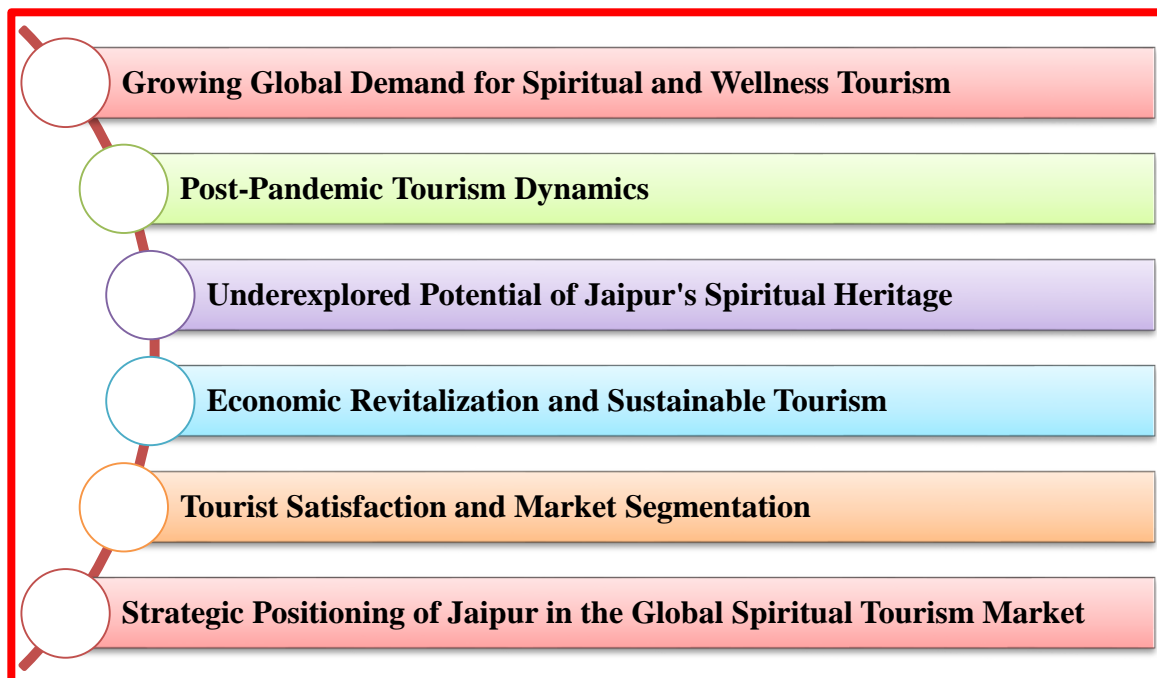 Growing Global Demand for Spiritual and Wellness Tourism
Post-Pandemic Tourism Dynamics
Underexplored Potential of Jaipur's Spiritual Heritage
Economic Revitalization and Sustainable Tourism
Tourist Satisfaction and Market Segmentation
Strategic Positioning of Jaipur in the Global Spiritual Tourism Market